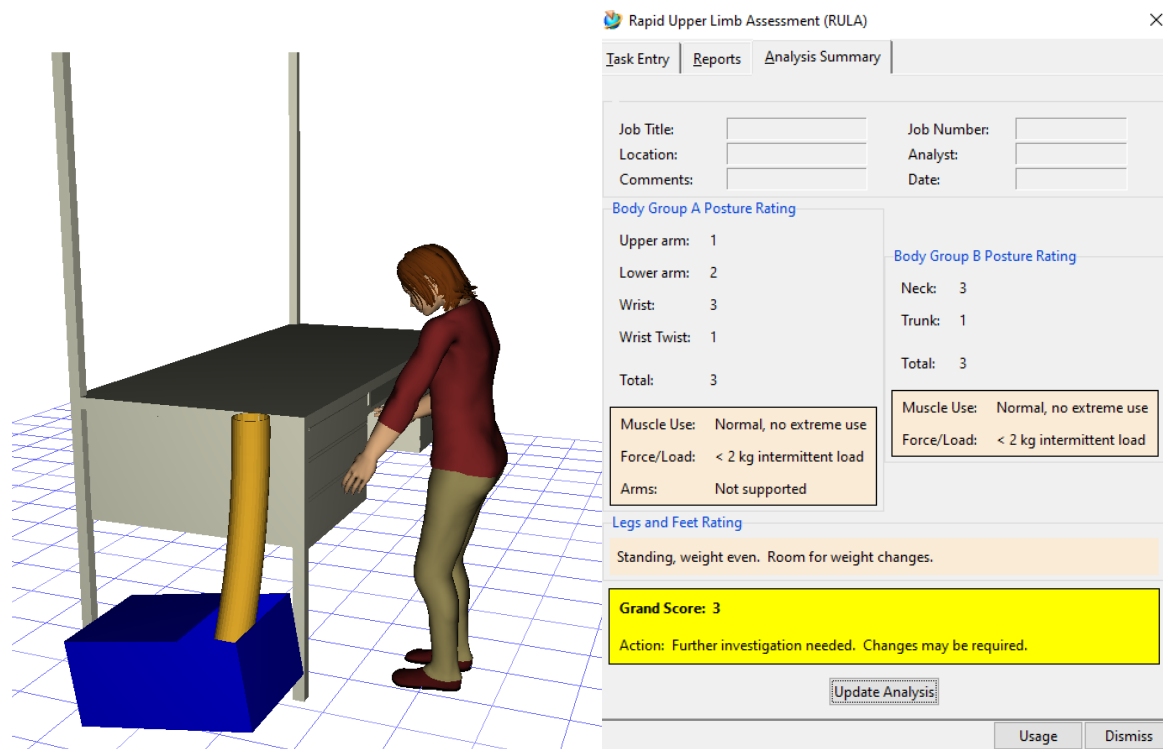 Rapid Upper Limb Assessment (RULA)
Task Entry Reports Analysis Summary
Job Title: Job Number:
Location: Analyst:
Comments: Date:
Body Group A Posture Rating
Upper arm: 1
Lower arm: 2
Wrist: 3
Wrist Twist: 1
Total: 3
Muscle Use: Normal, no extreme use
Force/Load: < 2 kg intermittent load
Arms: Not supported
Body Group B Posture Rating
Neck: 3
Trunk: 1
Total: 3
Muscle Use: Normal, no extreme use
Force/Load: < 2 kg intermittent load
Legs and Feet Rating
Standing, weight even. Room for weight changes.
Grand Score: 3
Action: Further investigation needed. Changes may be required.
Update Analysis
Usage Dismiss